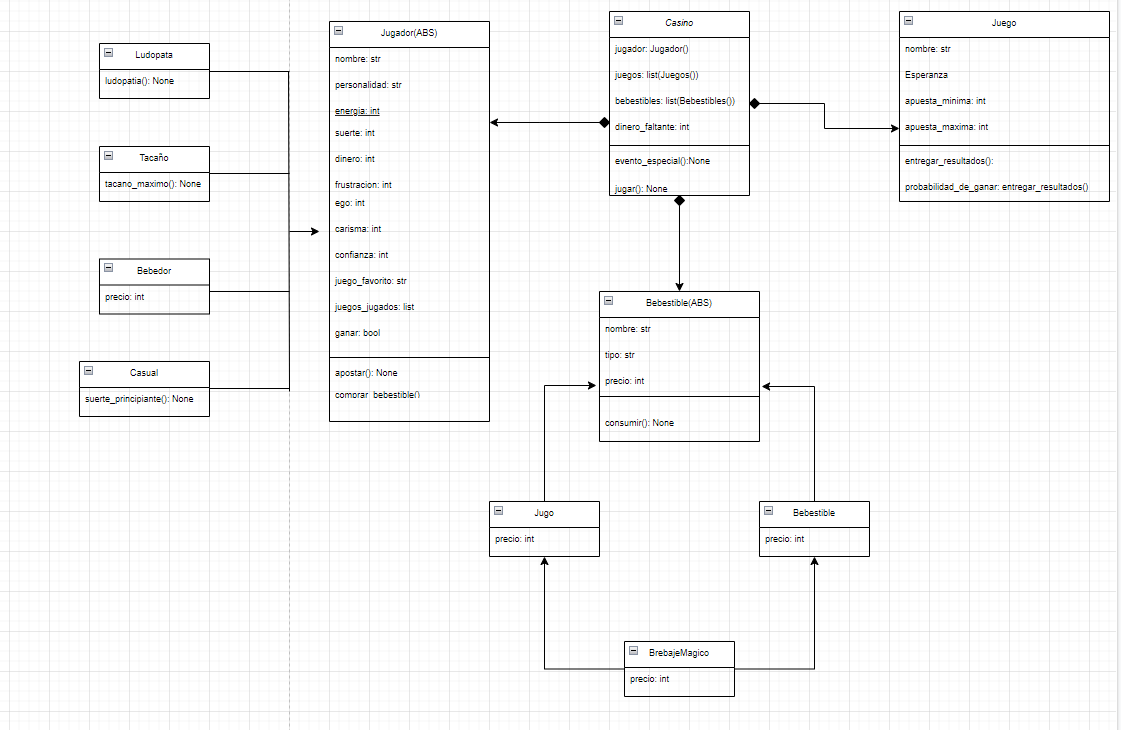 Ludopata
ludopatia(): None
Tacaño
tacano_maximo(): None
Bebedor
precio: int
Casual
suerte_principiante(): None
Jugador(ABS)
nombre: str
personalidad: str
energia: int
suerte: int
dinero: int
frustracion: int
ego: int
carisma: int
confianza: int
juego_favorito: str
juegos_jugados: list
ganar: bool
apostar(): None
comprar_bebestible()
Casino
jugador: Jugador()
juegos: list(Juegos())
bebestibles: list(Bebestibles())
dinero_faltante: int
evento_especial():None
jugar(): None
Juego
nombre: str
Esperanza
apuesta_minima: int
apuesta_maxima: int
entregar_resultados():
probabilidad_de_ganar: entregar_resultados()
Bebestible(ABS)
nombre: str
tipo: str
precio: int
consumir(): None
Jugo
precio: int
Bebestible
precio: int
BrebajeMagico
precio: int